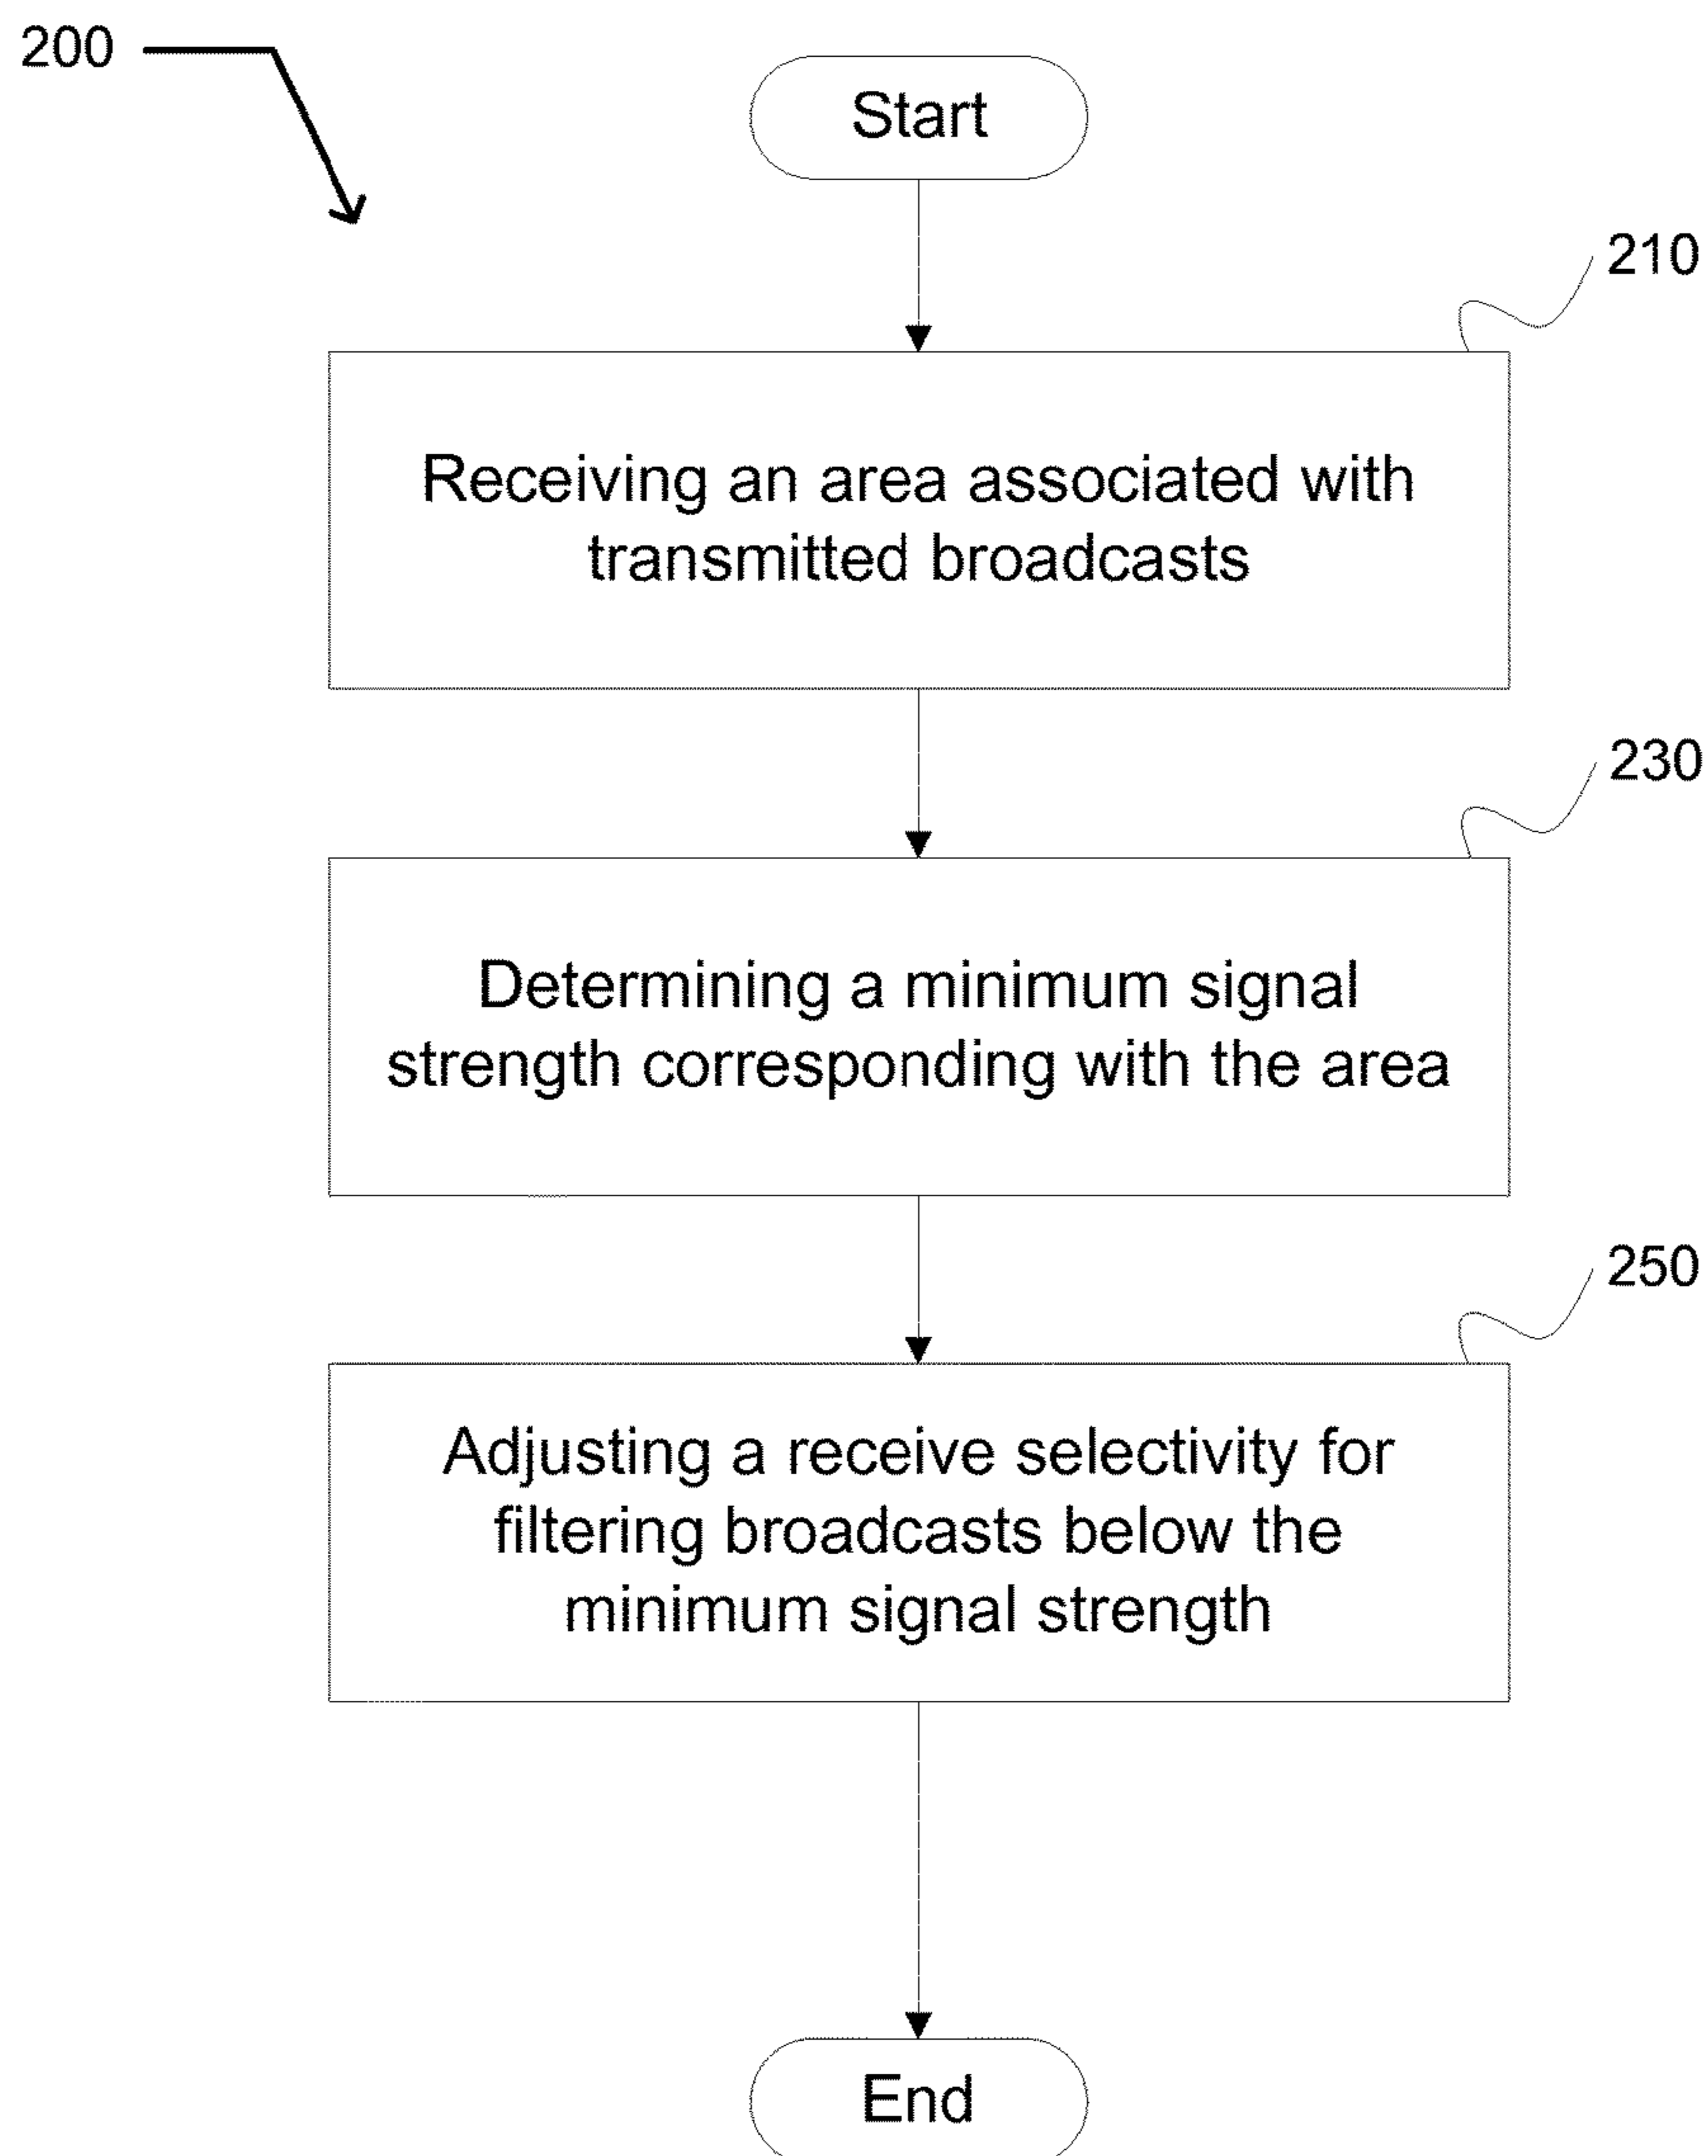 200
Start
210
Receiving an area associated with
transmitted broadcasts
230
Determining a minimum signal
strength corresponding with the area
250
Adjusting a receive selectivity for
filtering broadcasts below the
minimum signal strength
End